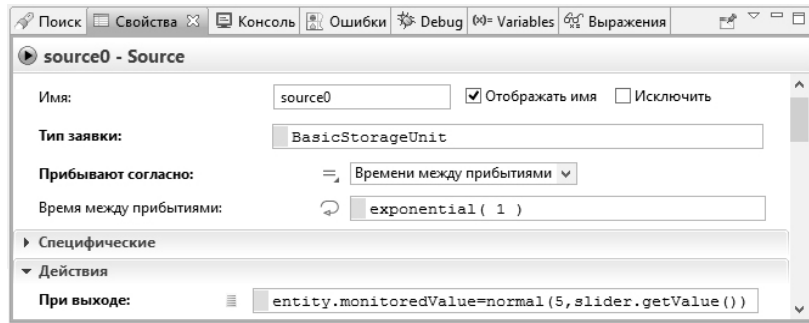 Поиск Свойства Консоль Ошибки Debug (x)= Variables Выражения
source0 - Source
Имя: source0 Отображать имя Исключить
Тип заявки: BasicStorageUnit
Прибывают согласно: Времени между прибытиями
Время между прибытиями: exponential( 1 )
Специфические
Действия
При выходе: entity.monitoredValue=normal(5,slider.getValue())